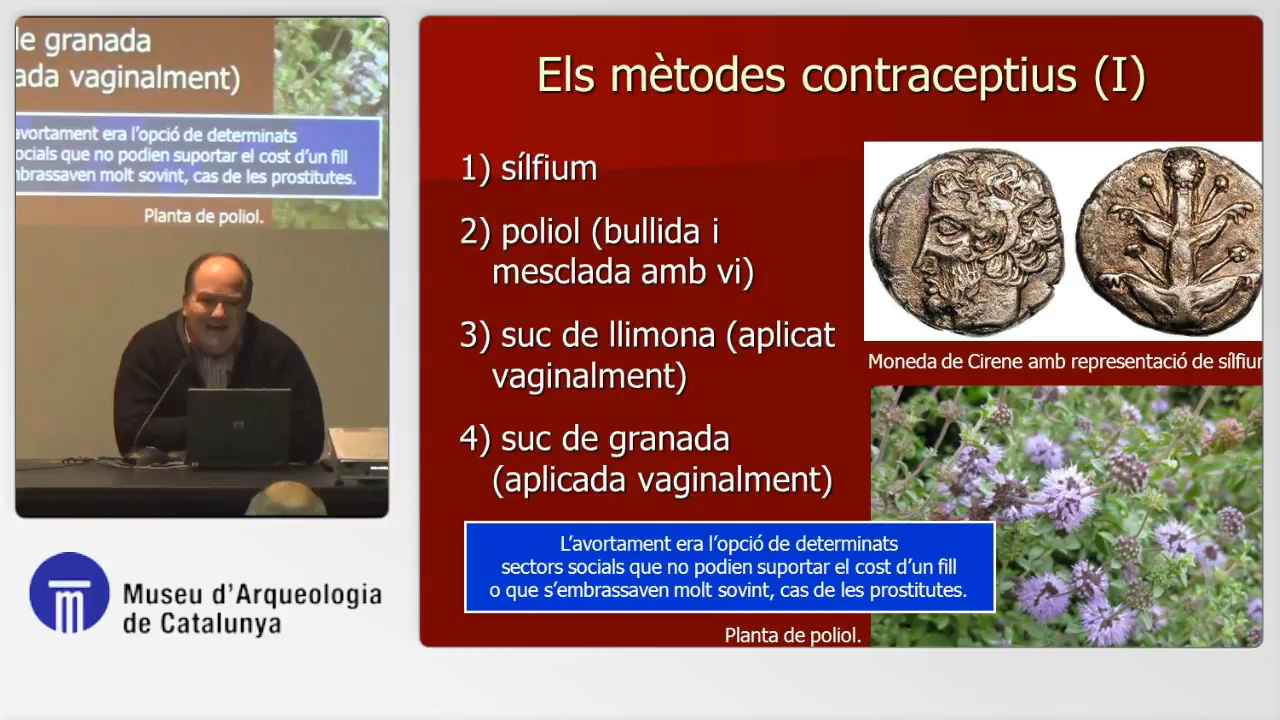 de granada
ada vaginalment)
avortament era l'opció de determinats
ocials que no podien suportar el cost d'un fill
mbrassaven molt sovint, cas de les prostitutes.
Planta de poliol.
Museu d'Arqueologia
de Catalunya
Els mètodes contraceptius (I)
1) sílfium
2) poliol (bullida i
mesclada amb vi)
3) suc de llimona (aplicat
vaginalment)
4) suc de granada
(aplicada vaginalment)
Moneda de Cirene amb representació de sílfium
L'avortament era l'opció de determinats
sectors socials que no podien suportar el cost d'un fill
o que s'embrassaven molt sovint, cas de les prostitutes.
Planta de poliol.